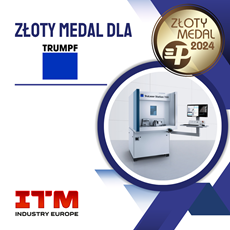 ZŁOTY MEDAL DLA
TRUMPF
ZŁOTY
MEDAL
2024
ITM
INDUSTRY EUROPE